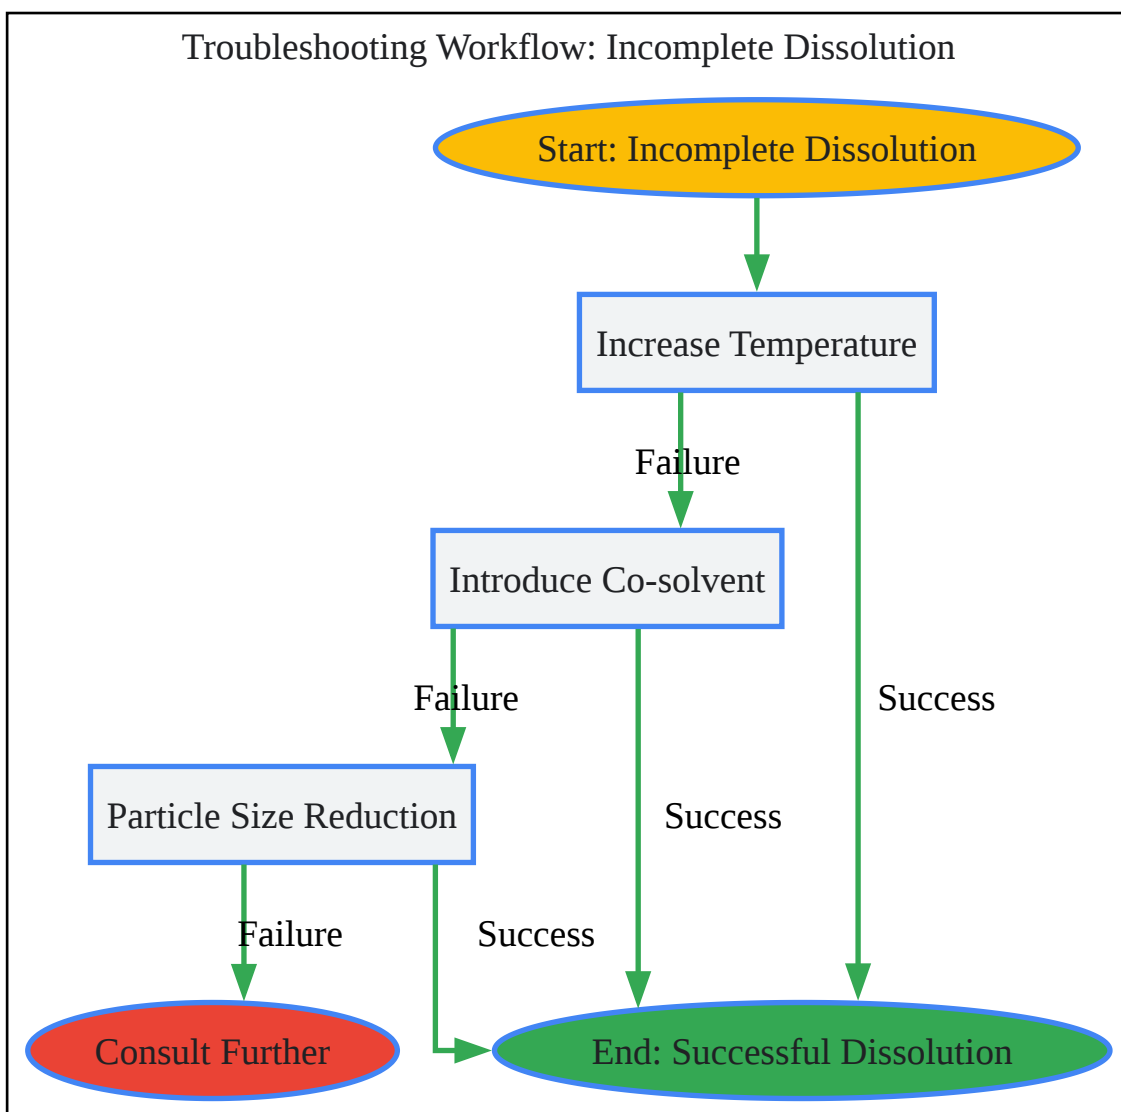 Troubleshooting Workflow: Incomplete Dissolution
Start: Incomplete Dissolution
Increase Temperature
Failure
Introduce Co-solvent
Failure
Success
Particle Size Reduction
Success
Failure
Success
Consult Further
End: Successful Dissolution